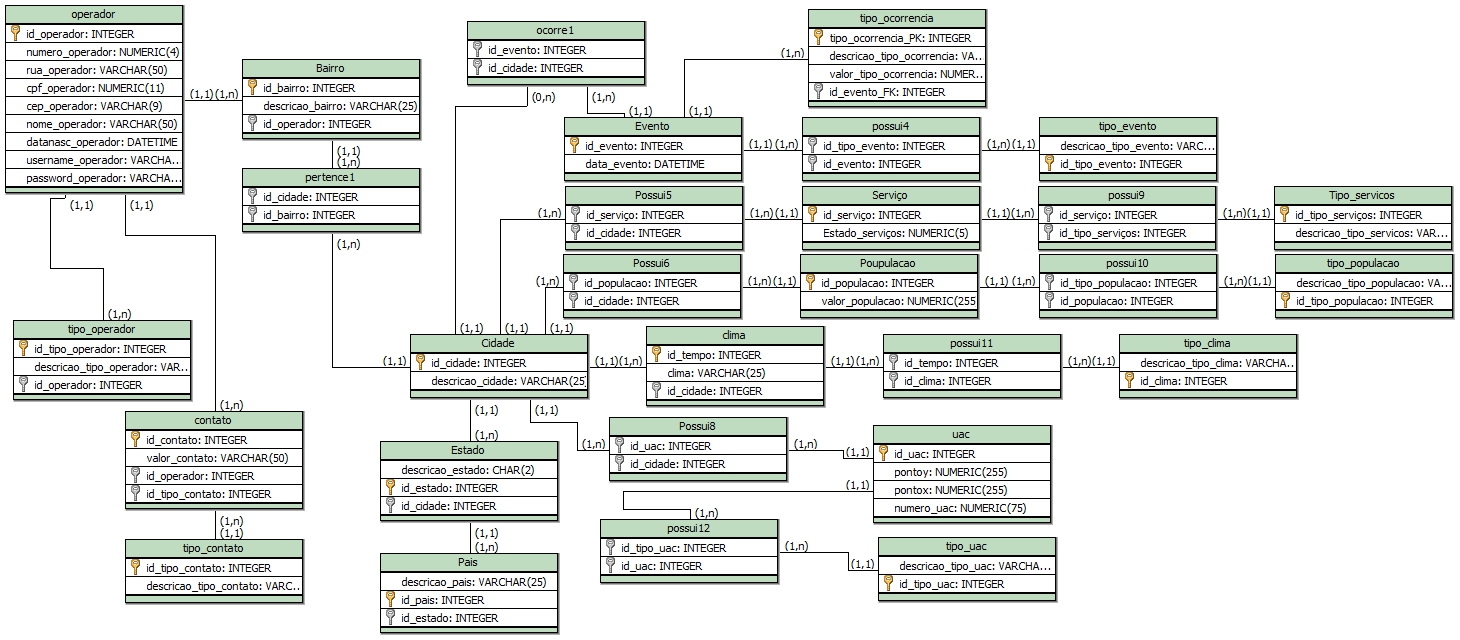 operador
id_operador: INTEGER
numero_operador: NUMERIC(4)
rua_operador: VARCHAR(50)
cpf_operador: NUMERIC(11)
cep_operador: VARCHAR(9)
nome_operador: VARCHAR(50)
datanasc_operador: DATETIME
username_operador: VARCHA...
password_operador: VARCHA...
(1,1)
(1,n)
(1,1)
(1,1)
Bairro
id_bairro: INTEGER
descricao_bairro: VARCHAR(25)
id_operador: INTEGER
(1,1)
(1,n)
pertence1
id_cidade: INTEGER
id_bairro: INTEGER
(1,n)
ocorre1
id_evento: INTEGER
id_cidade: INTEGER
(0,n)
(1,n)
(1,1)
tipo_ocorrencia
tipo_ocorrencia_PK: INTEGER
descricao_tipo_ocorrencia: VA...
valor_tipo_ocorrencia: NUMER...
id_evento_FK: INTEGER
(1,n)
(1,1)
Evento
id_evento: INTEGER
data_evento: DATETIME
(1,1)
(1,n)
possui4
id_tipo_evento: INTEGER
id_evento: INTEGER
(1,n)
(1,1)
tipo_evento
descricao_tipo_evento: VARC...
id_tipo_evento: INTEGER
(1,n)
Possui5
id_serviço: INTEGER
id_cidade: INTEGER
(1,n)
(1,1)
Serviço
id_serviço: INTEGER
Estado_serviços: NUMERIC(5)
(1,1)
(1,n)
possui9
id_serviço: INTEGER
id_tipo_serviços: INTEGER
(1,n)
(1,1)
Tipo_servicos
id_tipo_serviços: INTEGER
descricao_tipo_servicos: VAR...
(1,n)
Possui6
id_populacao: INTEGER
id_cidade: INTEGER
(1,n)
(1,1)
Poupulacao
id_populacao: INTEGER
valor_populacao: NUMERIC(255
(1,1)
(1,n)
possui10
id_tipo_populacao: INTEGER
id_populacao: INTEGER
(1,n)
(1,1)
tipo_populacao
descricao_tipo_populacao: VA...
id_tipo_populacao: INTEGER
(1,n)
tipo_operador
id_tipo_operador: INTEGER
descricao_tipo_operador: VAR...
id_operador: INTEGER
(1,1)
(1,1)
(1,1)
(1,1)
Cidade
id_cidade: INTEGER
descricao_cidade: VARCHAR(25)
(1,1)
(1,n)
clima
id_tempo: INTEGER
clima: VARCHAR(25)
id_cidade: INTEGER
(1,1)
(1,n)
possui11
id_tempo: INTEGER
id_clima: INTEGER
(1,n)
(1,1)
tipo_clima
descricao_tipo_clima: VARCHA...
id_clima: INTEGER
(1,n)
contato
id_contato: INTEGER
valor_contato: VARCHAR(50)
id_operador: INTEGER
id_tipo_contato: INTEGER
(1,n)
(1,1)
tipo_contato
id_tipo_contato: INTEGER
descricao_tipo_contato: VARC...
(1,1)
(1,n)
Estado
descricao_estado: CHAR(2)
id_estado: INTEGER
id_cidade: INTEGER
(1,1)
(1,n)
Pais
descricao_pais: VARCHAR(25)
id_pais: INTEGER
id_estado: INTEGER
(1,1)
(1,n)
Possui8
id_uac: INTEGER
id_cidade: INTEGER
(1,n)
(1,1)
uac
id_uac: INTEGER
pontoy: NUMERIC(255)
pontox: NUMERIC(255)
numero_uac: NUMERIC(75)
(1,1)
(1,n)
possui12
id_tipo_uac: INTEGER
id_uac: INTEGER
(1,n)
(1,1)
tipo_uac
descricao_tipo_uac: VARCHA...
id_tipo_uac: INTEGER